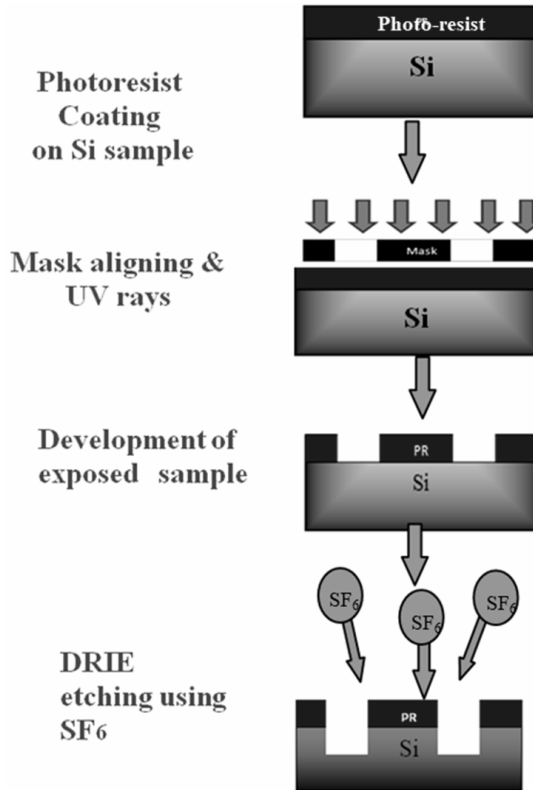 Photo-resist
Si
Photoresist
Coating
on Si sample
Mask
Mask aligning &
UV rays
Si
Development of
exposed sample
PR
Si
SF6
SF6
SF6
DRIE
etching using
SF6
PR
Si